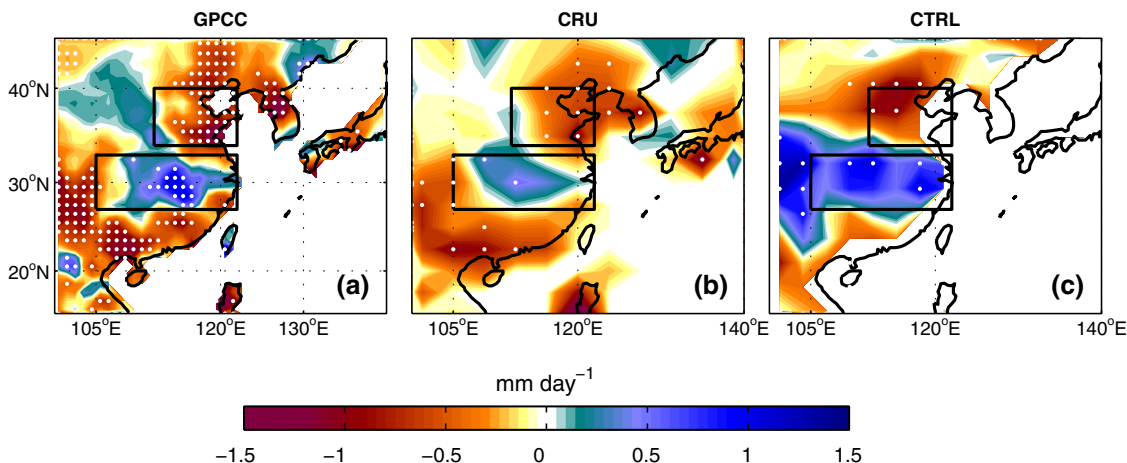 GPCC CRU CTRL
40°N
30°N
20°N
(a) (b) (c)
105°E 120°E 130°E 105°E 120°E 140°E 105°E 120°E 140°E
mm day⁻¹
−1.5 −1 −0.5 0 0.5 1 1.5